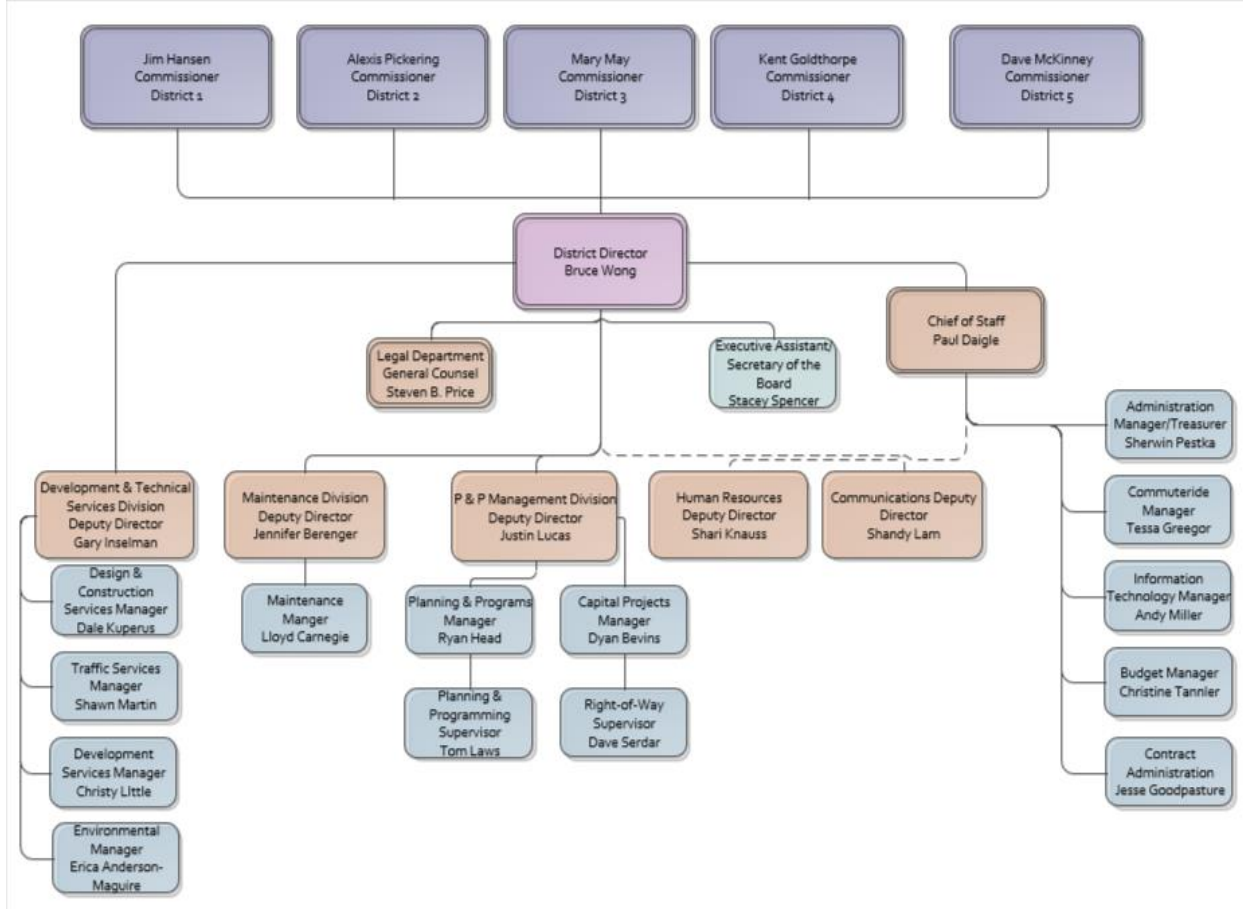 Jim Hansen
Commissioner
District 1
Alexis Pickering
Commissioner
District 2
Mary May
Commissioner
District 3
Kent Goldthorpe
Commissioner
District 4
Dave McKinney
Commissioner
District 5
District Director
Bruce Wong
Chief of Staff
Paul Daigle
Legal Department
General Counsel
Steven B. Price
Executive Assistant/
Secretary of the
Board
Stacey Spencer
Administration
Manager/Treasurer
Sherwin Pestka
Commuteride
Manager
Tessa Greegor
Information
Technology Manager
Andy Miller
Budget Manager
Christine Tannler
Contract
Administration
Jesse Goodpasture
Development & Technical
Services Division
Deputy Director
Gary Inselman
Maintenance Division
Deputy Director
Jennifer Berenger
P & P Management Division
Deputy Director
Justin Lucas
Human Resources
Deputy Director
Shari Knauss
Communications Deputy
Director
Shandy Lam
Design &
Construction
Services Manager
Dale Kuperus
Traffic Services
Manager
Shawn Martin
Development
Services Manager
Christy LIttle
Environmental
Manager
Erica Anderson-
Maguire
Maintenance
Manger
Lloyd Carnegie
Planning & Programs
Manager
Ryan Head
Planning &
Programming
Supervisor
Tom Laws
Capital Projects
Manager
Dyan Bevins
Right-of-Way
Supervisor
Dave Serdar